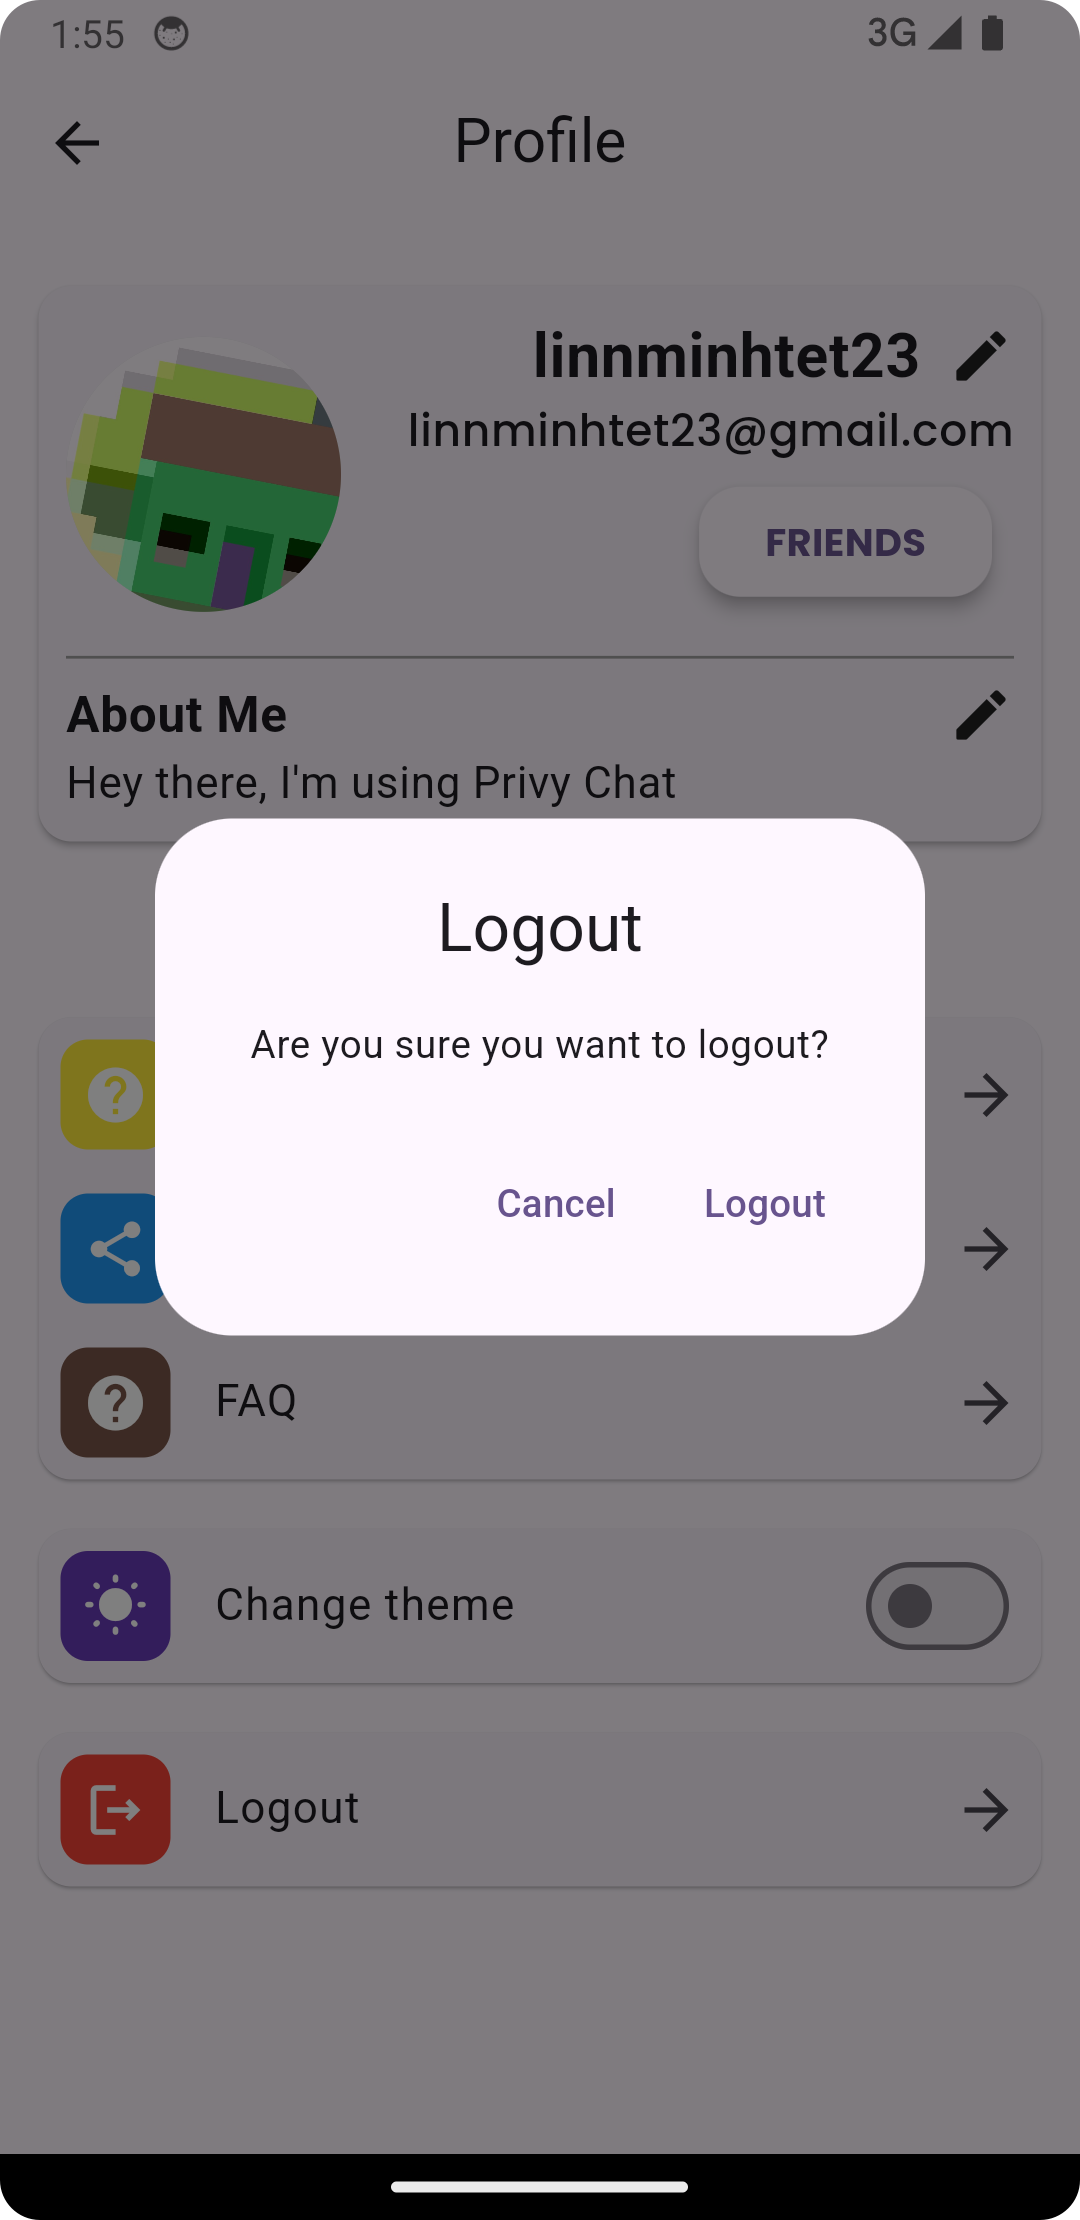 1:55 3G
Profile
linnminhtet23
linnminhtet23@gmail.com
FRIENDS
About Me
Hey there, I'm using Privy Chat
Logout
Are you sure you want to logout?
Cancel Logout
FAQ
Change theme
Logout